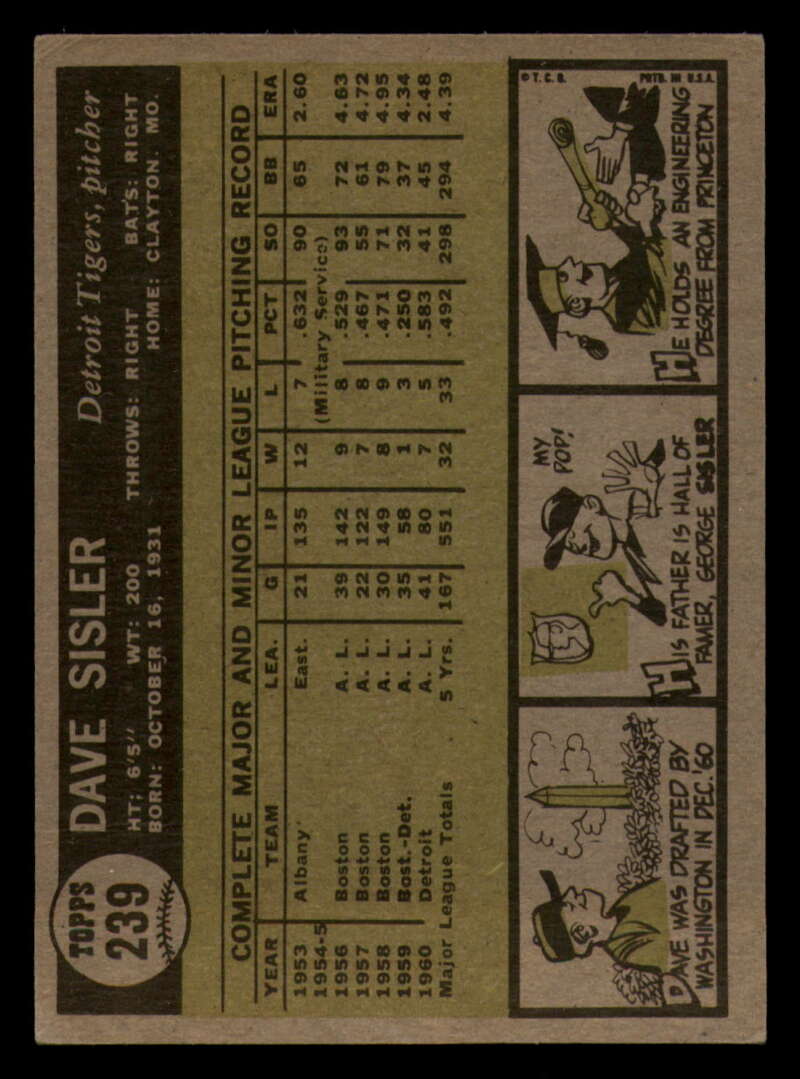 TOPPS
239
DAVE SISLER
Detroit Tigers, pitcher
HT: 6'5" WT: 200 THROWS: RIGHT BATS: RIGHT
BORN: OCTOBER 16, 1931 HOME: CLAYTON, MO.
COMPLETE MAJOR AND MINOR LEAGUE PITCHING RECORD
YEAR TEAM LEA. G IP W L PCT SO BB ERA
1953 Albany East. 21 135 12 7 .632 90 65 2.60
1954-5 (Military Service)
1956 Boston A. L. 39 142 9 8 .529 93 72 4.63
1957 Boston A. L. 22 122 7 8 .467 55 61 4.72
1958 Boston A. L. 30 149 8 9 .471 71 79 4.95
1959 Bost.-Det. A. L. 35 58 1 3 .250 32 37 4.34
1960 Detroit A. L. 41 80 7 5 .583 41 45 2.48
Major League Totals 5 Yrs. 167 551 32 33 .492 298 294 4.39
DAVE WAS DRAFTED BY
WASHINGTON IN DEC. '60
MY
POP!
HIS FATHER IS HALL OF
FAMER, GEORGE SISLER
© T. C. G. PRTD. IN U.S.A.
HE HOLDS AN ENGINEERING
DEGREE FROM PRINCETON